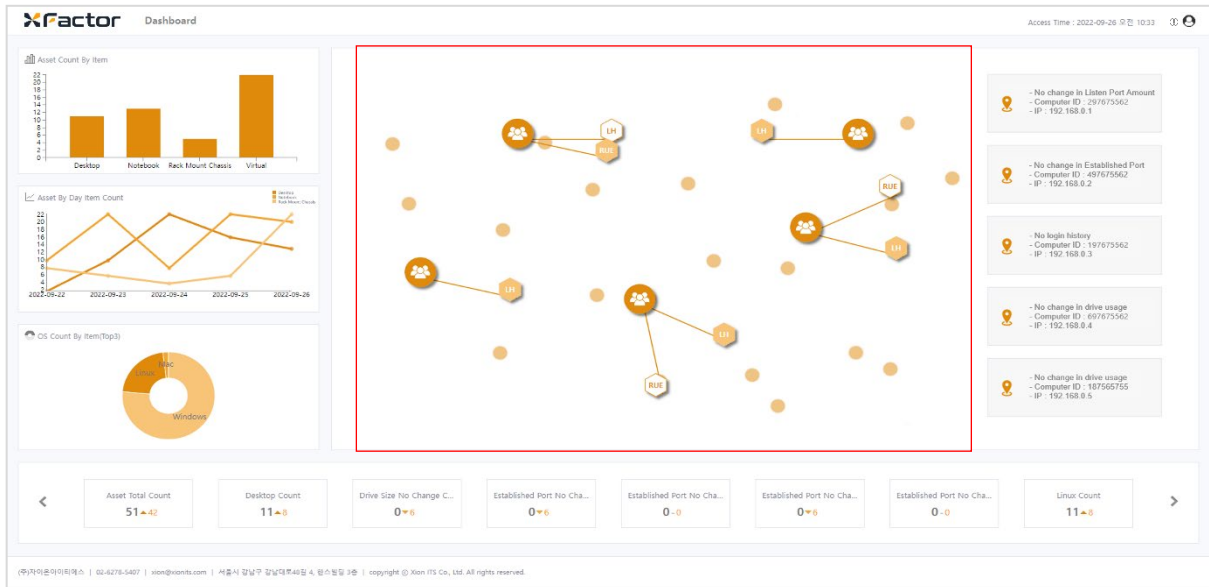 XFactor Dashboard
Access Time : 2022-09-26 오전 10:33
Asset Count By Item
22
20
18
16
14
12
10
8
6
4
2
0
Desktop Notebook Rack Mount Chassis Virtual
Asset By Day Item Count
Desktop
Notebook
Rack Mount Chassis
22
20
18
16
14
12
10
8
6
4
2
2022-09-22 2022-09-23 2022-09-24 2022-09-25 2022-09-26
OS Count By Item(Top3)
Mac
Linux
Windows
LH
RUE
LH
RUE
LH
LH
LH
RUE
- No change in Listen Port Amount
- Computer ID : 297675562
- IP : 192.168.0.1
- No change in Established Port
- Computer ID : 497675562
- IP : 192.168.0.2
- No login history
- Computer ID : 197675562
- IP : 192.168.0.3
- No change in drive usage
- Computer ID : 697675562
- IP : 192.168.0.4
- No change in drive usage
- Computer ID : 187565755
- IP : 192.168.0.5
Asset Total Count
51▲42
Desktop Count
11▲8
Drive Size No Change C...
0▼6
Established Port No Cha...
0▼6
Established Port No Cha...
0-0
Established Port No Cha...
0▼6
Established Port No Cha...
0-0
Linux Count
11▲8
(주)자이온아이티에스 | 02-6278-5407 | xion@xionits.com | 서울시 강남구 강남대로46길 4, 윈스빌딩 3층 | copyright ⓒ Xion ITS Co., Ltd. All rights reserved.